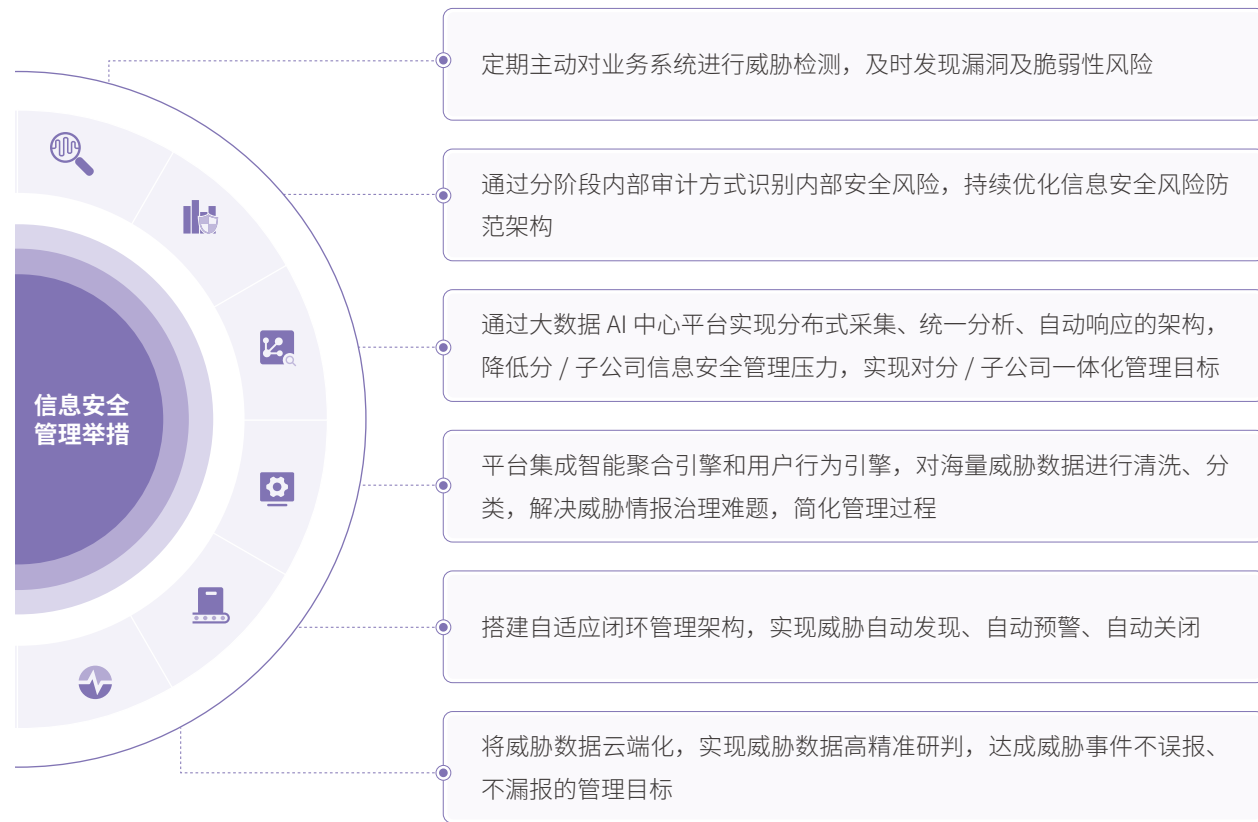 信息安全
管理举措
定期主动对业务系统进行威胁检测，及时发现漏洞及脆弱性风险
通过分阶段内部审计方式识别内部安全风险，持续优化信息安全风险防
范架构
通过大数据 AI 中心平台实现分布式采集、统一分析、自动响应的架构，
降低分 / 子公司信息安全管理压力，实现对分 / 子公司一体化管理目标
平台集成智能聚合引擎和用户行为引擎，对海量威胁数据进行清洗、分
类，解决威胁情报治理难题，简化管理过程
搭建自适应闭环管理架构，实现威胁自动发现、自动预警、自动关闭
将威胁数据云端化，实现威胁数据高精准研判，达成威胁事件不误报、
不漏报的管理目标